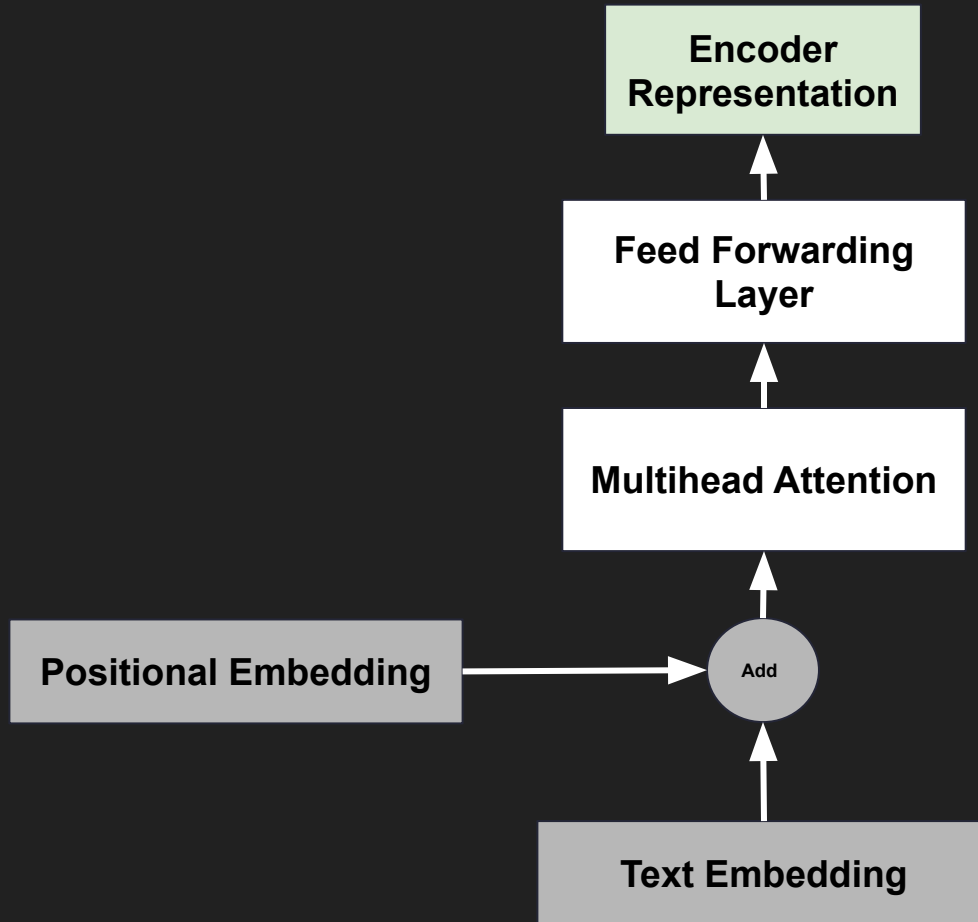 Encoder
Representation
Feed Forwarding
Layer
Multihead Attention
Positional Embedding
Add
Text Embedding